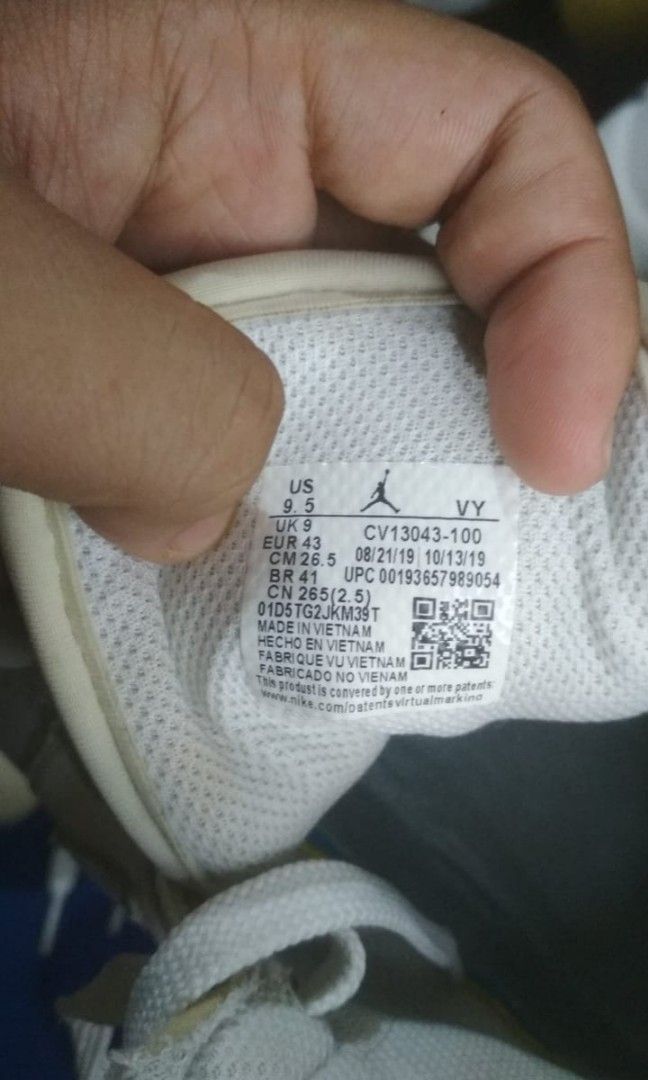 US
9.5 VY
UK 9 CV13043-100
EUR 43 08/21/19 10/13/19
CM 26.5
BR 41 UPC 00193657989054
CN 265(2.5)
01D5TG2JKM39T
MADE IN VIETNAM
HECHO EN VIETNAM
FABRIQUE VU VIETNAM
FABRICADO NO VIENAM
This product is convered by one or more patents:
www.nike.com/patentsvirtualmarking